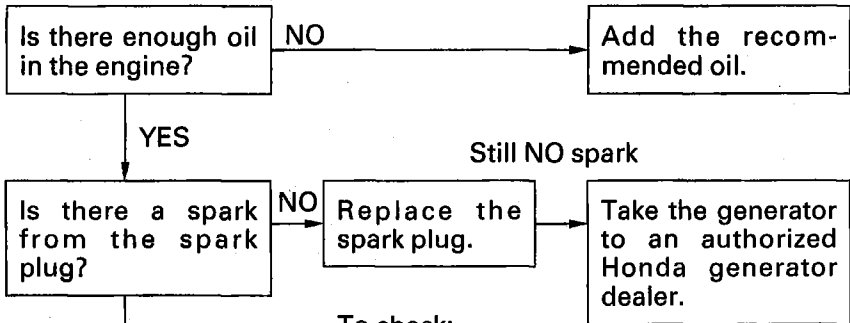 Is there enough oil
in the engine?
NO
Add the recom-
mended oil.
YES
Still NO spark
Is there a spark
from the spark
plug?
NO
Replace the
spark plug.
Take the generator
to an authorized
Honda generator
dealer.
To check: